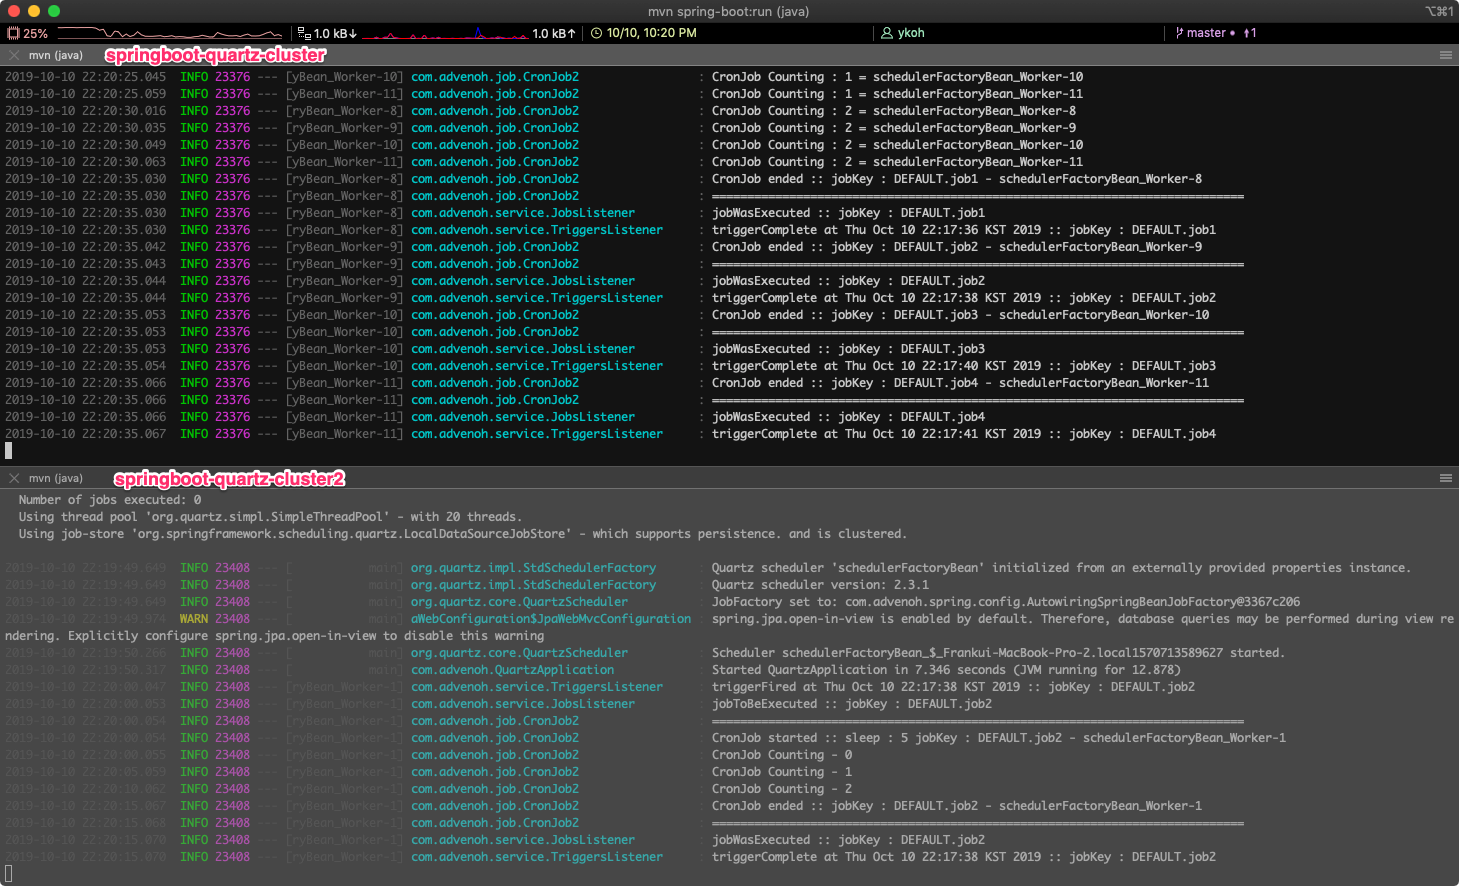 mvn spring-boot:run (java)
⌥⌘1
25% 1.0 kB↓ 1.0 kB↑ 10/10, 10:20 PM ykoh master • ↑1
mvn (java) springboot-quartz-cluster
2019-10-10 22:20:25.045 INFO 23376 --- [yBean_Worker-10] com.advenoh.job.CronJob2 : CronJob Counting : 1 = schedulerFactoryBean_Worker-10
2019-10-10 22:20:25.059 INFO 23376 --- [yBean_Worker-11] com.advenoh.job.CronJob2 : CronJob Counting : 1 = schedulerFactoryBean_Worker-11
2019-10-10 22:20:30.016 INFO 23376 --- [ryBean_Worker-8] com.advenoh.job.CronJob2 : CronJob Counting : 2 = schedulerFactoryBean_Worker-8
2019-10-10 22:20:30.035 INFO 23376 --- [ryBean_Worker-9] com.advenoh.job.CronJob2 : CronJob Counting : 2 = schedulerFactoryBean_Worker-9
2019-10-10 22:20:30.049 INFO 23376 --- [yBean_Worker-10] com.advenoh.job.CronJob2 : CronJob Counting : 2 = schedulerFactoryBean_Worker-10
2019-10-10 22:20:30.063 INFO 23376 --- [yBean_Worker-11] com.advenoh.job.CronJob2 : CronJob Counting : 2 = schedulerFactoryBean_Worker-11
2019-10-10 22:20:35.030 INFO 23376 --- [ryBean_Worker-8] com.advenoh.job.CronJob2 : CronJob ended :: jobKey : DEFAULT.job1 - schedulerFactoryBean_Worker-8
2019-10-10 22:20:35.030 INFO 23376 --- [ryBean_Worker-8] com.advenoh.job.CronJob2 : ============================================================================
2019-10-10 22:20:35.030 INFO 23376 --- [ryBean_Worker-8] com.advenoh.service.JobsListener : jobWasExecuted :: jobKey : DEFAULT.job1
2019-10-10 22:20:35.030 INFO 23376 --- [ryBean_Worker-8] com.advenoh.service.TriggersListener : triggerComplete at Thu Oct 10 22:17:36 KST 2019 :: jobKey : DEFAULT.job1
2019-10-10 22:20:35.042 INFO 23376 --- [ryBean_Worker-9] com.advenoh.job.CronJob2 : CronJob ended :: jobKey : DEFAULT.job2 - schedulerFactoryBean_Worker-9
2019-10-10 22:20:35.043 INFO 23376 --- [ryBean_Worker-9] com.advenoh.job.CronJob2 : ============================================================================
2019-10-10 22:20:35.044 INFO 23376 --- [ryBean_Worker-9] com.advenoh.service.JobsListener : jobWasExecuted :: jobKey : DEFAULT.job2
2019-10-10 22:20:35.044 INFO 23376 --- [ryBean_Worker-9] com.advenoh.service.TriggersListener : triggerComplete at Thu Oct 10 22:17:38 KST 2019 :: jobKey : DEFAULT.job2
2019-10-10 22:20:35.053 INFO 23376 --- [yBean_Worker-10] com.advenoh.job.CronJob2 : CronJob ended :: jobKey : DEFAULT.job3 - schedulerFactoryBean_Worker-10
2019-10-10 22:20:35.053 INFO 23376 --- [yBean_Worker-10] com.advenoh.job.CronJob2 : ============================================================================
2019-10-10 22:20:35.053 INFO 23376 --- [yBean_Worker-10] com.advenoh.service.JobsListener : jobWasExecuted :: jobKey : DEFAULT.job3
2019-10-10 22:20:35.054 INFO 23376 --- [yBean_Worker-10] com.advenoh.service.TriggersListener : triggerComplete at Thu Oct 10 22:17:40 KST 2019 :: jobKey : DEFAULT.job3
2019-10-10 22:20:35.066 INFO 23376 --- [yBean_Worker-11] com.advenoh.job.CronJob2 : CronJob ended :: jobKey : DEFAULT.job4 - schedulerFactoryBean_Worker-11
2019-10-10 22:20:35.066 INFO 23376 --- [yBean_Worker-11] com.advenoh.job.CronJob2 : ============================================================================
2019-10-10 22:20:35.066 INFO 23376 --- [yBean_Worker-11] com.advenoh.service.JobsListener : jobWasExecuted :: jobKey : DEFAULT.job4
2019-10-10 22:20:35.067 INFO 23376 --- [yBean_Worker-11] com.advenoh.service.TriggersListener : triggerComplete at Thu Oct 10 22:17:41 KST 2019 :: jobKey : DEFAULT.job4
mvn (java) springboot-quartz-cluster2
Number of jobs executed: 0
Using thread pool 'org.quartz.simpl.SimpleThreadPool' - with 20 threads.
Using job-store 'org.springframework.scheduling.quartz.LocalDataSourceJobStore' - which supports persistence. and is clustered.
2019-10-10 22:19:49.649 INFO 23408 --- [ main] org.quartz.impl.StdSchedulerFactory : Quartz scheduler 'schedulerFactoryBean' initialized from an externally provided properties instance.
2019-10-10 22:19:49.649 INFO 23408 --- [ main] org.quartz.impl.StdSchedulerFactory : Quartz scheduler version: 2.3.1
2019-10-10 22:19:49.649 INFO 23408 --- [ main] org.quartz.core.QuartzScheduler : JobFactory set to: com.advenoh.spring.config.AutowiringSpringBeanJobFactory@3367c206
2019-10-10 22:19:49.974 WARN 23408 --- [ main] aWebConfiguration$JpaWebMvcConfiguration : spring.jpa.open-in-view is enabled by default. Therefore, database queries may be performed during view re
ndering. Explicitly configure spring.jpa.open-in-view to disable this warning
2019-10-10 22:19:50.206 INFO 23408 --- [ main] org.quartz.core.QuartzScheduler : Scheduler schedulerFactoryBean_$_Frankui-MacBook-Pro-2.local1570713589627 started.
2019-10-10 22:19:50.317 INFO 23408 --- [ main] com.advenoh.QuartzApplication : Started QuartzApplication in 7.346 seconds (JVM running for 12.878)
2019-10-10 22:20:00.047 INFO 23408 --- [ryBean_Worker-1] com.advenoh.service.TriggersListener : triggerFired at Thu Oct 10 22:17:38 KST 2019 :: jobKey : DEFAULT.job2
2019-10-10 22:20:00.053 INFO 23408 --- [ryBean_Worker-1] com.advenoh.service.JobsListener : jobToBeExecuted :: jobKey : DEFAULT.job2
2019-10-10 22:20:00.054 INFO 23408 --- [ryBean_Worker-1] com.advenoh.job.CronJob2 : ============================================================================
2019-10-10 22:20:00.054 INFO 23408 --- [ryBean_Worker-1] com.advenoh.job.CronJob2 : CronJob started :: sleep : 5 jobKey : DEFAULT.job2 - schedulerFactoryBean_Worker-1
2019-10-10 22:20:00.055 INFO 23408 --- [ryBean_Worker-1] com.advenoh.job.CronJob2 : CronJob Counting - 0
2019-10-10 22:20:05.059 INFO 23408 --- [ryBean_Worker-1] com.advenoh.job.CronJob2 : CronJob Counting - 1
2019-10-10 22:20:10.062 INFO 23408 --- [ryBean_Worker-1] com.advenoh.job.CronJob2 : CronJob Counting - 2
2019-10-10 22:20:15.067 INFO 23408 --- [ryBean_Worker-1] com.advenoh.job.CronJob2 : CronJob ended :: jobKey : DEFAULT.job2 - schedulerFactoryBean_Worker-1
2019-10-10 22:20:15.068 INFO 23408 --- [ryBean_Worker-1] com.advenoh.job.CronJob2 : ============================================================================
2019-10-10 22:20:15.070 INFO 23408 --- [ryBean_Worker-1] com.advenoh.service.JobsListener : jobWasExecuted :: jobKey : DEFAULT.job2
2019-10-10 22:20:15.070 INFO 23408 --- [ryBean_Worker-1] com.advenoh.service.TriggersListener : triggerComplete at Thu Oct 10 22:17:38 KST 2019 :: jobKey : DEFAULT.job2